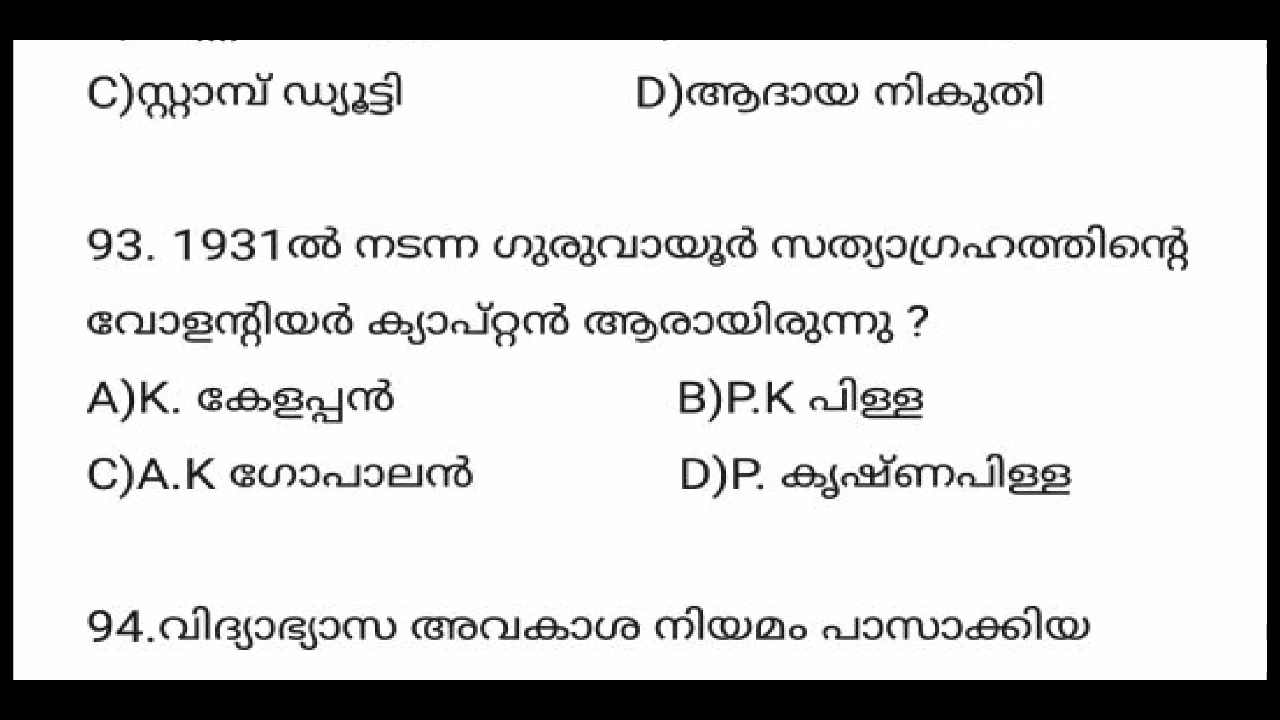 C)സ്റ്റാമ്പ് ഡ്യൂട്ടി D)ആദായ നികുതി
93. 1931ൽ നടന്ന ഗുരുവായൂർ സത്യാഗ്രഹത്തിന്റെ
വോളന്റിയർ ക്യാപ്റ്റൻ ആരായിരുന്നു ?
A)K. കേളപ്പൻ B)P.K പിള്ള
C)A.K ഗോപാലൻ D)P. കൃഷ്ണപിള്ള
94.വിദ്യാഭ്യാസ അവകാശ നിയമം പാസാക്കിയ